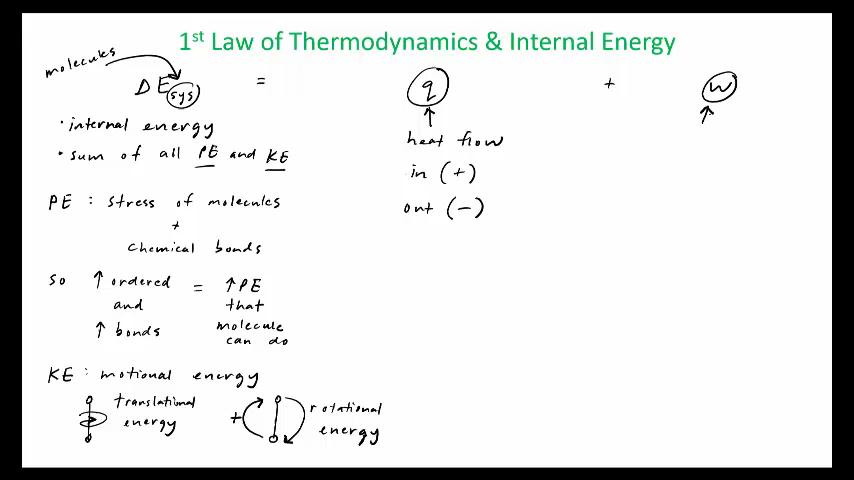 1st Law of Thermodynamics & Internal Energy
molecules
ΔE sys = q + w
• internal energy
• sum of all PE and KE
heat flow
in (+)
out (-)
PE : stress of molecules
+
chemical bonds
so ↑ ordered = ↑ PE
and that
↑ bonds molecule
can do
KE : motional energy
translational
energy
+
rotational
energy